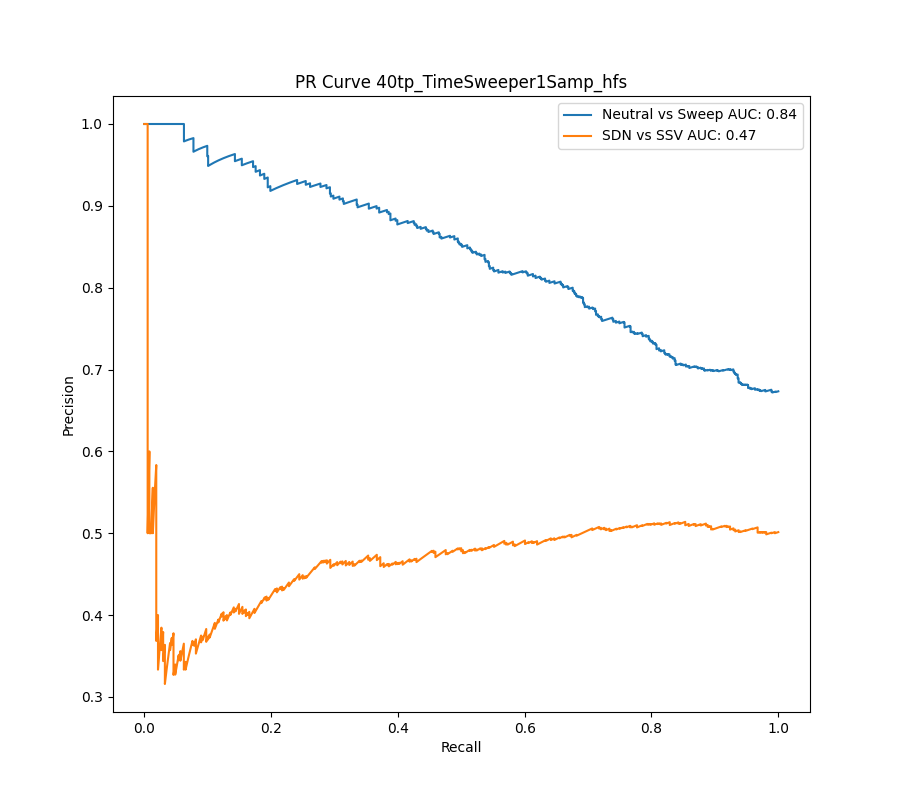 PR Curve 40tp_TimeSweeper1Samp_hfs
Neutral vs Sweep AUC: 0.84
SDN vs SSV AUC: 0.47
1.0
0.9
0.8
0.7
0.6
0.5
0.4
0.3
Precision
0.0 0.2 0.4 0.6 0.8 1.0
Recall